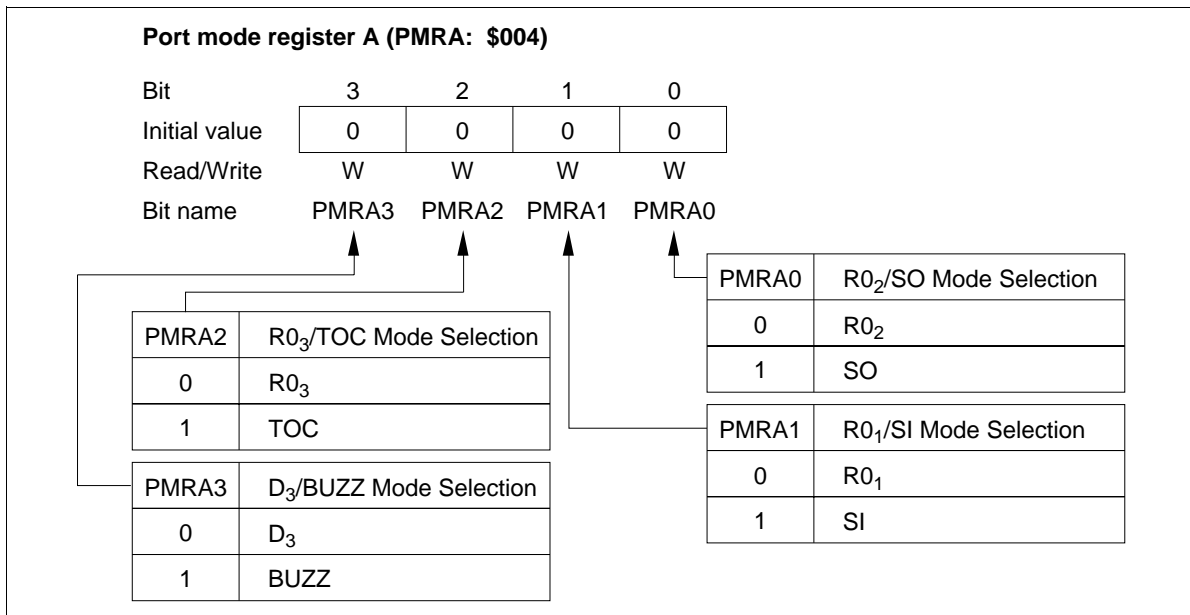 Port mode register A (PMRA: $004)
Bit 3 2 1 0
Initial value 0 0 0 0
Read/Write W W W W
Bit name PMRA3 PMRA2 PMRA1 PMRA0
PMRA0 R0₂/SO Mode Selection
0 R0₂
1 SO
PMRA2 R0₃/TOC Mode Selection
0 R0₃
1 TOC
PMRA1 R0₁/SI Mode Selection
0 R0₁
1 SI
PMRA3 D₃/BUZZ Mode Selection
0 D₃
1 BUZZ